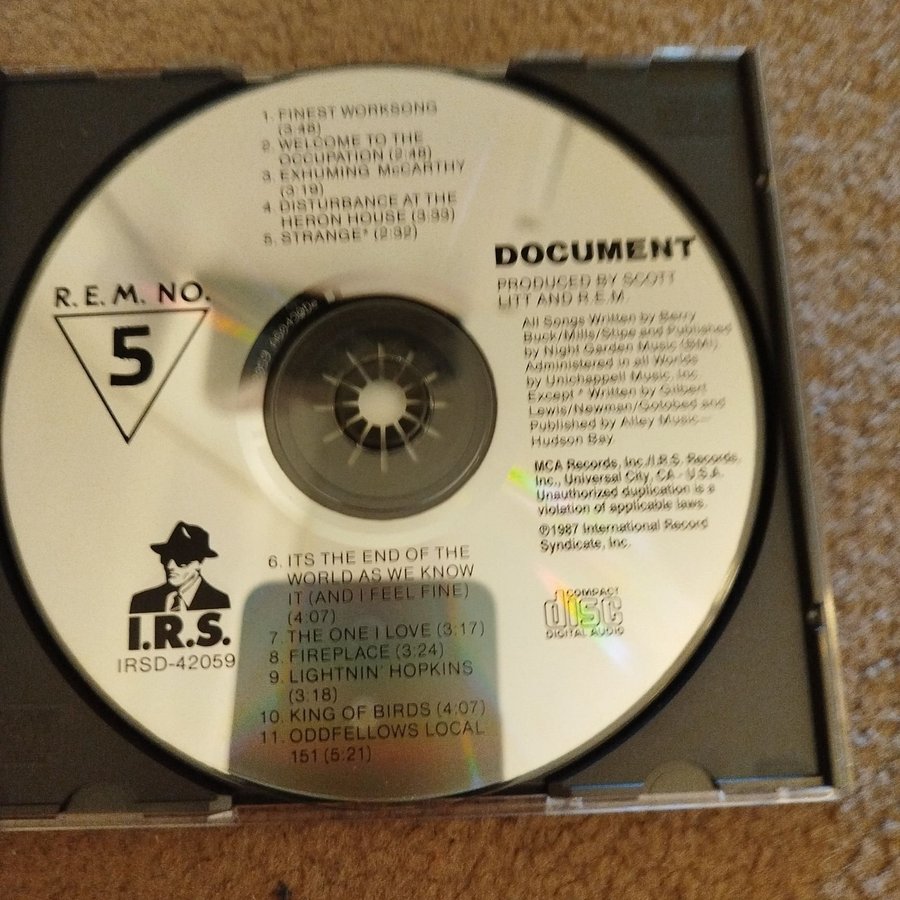 1. FINEST WORKSONG
(3:48)
2. WELCOME TO THE
OCCUPATION (2:48)
3. EXHUMING McCARTHY
(3:19)
4. DISTURBANCE AT THE
HERON HOUSE (3:33)
5. STRANGE* (2:32)
R.E.M. NO.
5
DOCUMENT
PRODUCED BY SCOTT
LITT AND R.E.M.
All Songs Written by Berry
Buck/Mills/Stipe and Published
by Night Garden Music (BMI).
Administered in all Worlds
by Unichappell Music, Inc.
Except * Written by Gilbert
Lewis/Newman/Gotobed and
Published by Alley Music—
Hudson Bay.
MCA Records, Inc./I.R.S. Records,
Inc., Universal City, CA - U.S.A.
Unauthorized duplication is a
violation of applicable laws.
℗1987 International Record
Syndicate, Inc.
I.R.S.
IRSD-42059
6. ITS THE END OF THE
WORLD AS WE KNOW
IT (AND I FEEL FINE)
(4:07)
7. THE ONE I LOVE (3:17)
8. FIREPLACE (3:24)
9. LIGHTNIN' HOPKINS
(3:18)
10. KING OF BIRDS (4:07)
11. ODDFELLOWS LOCAL
151 (5:21)
COMPACT
disc
DIGITAL AUDIO